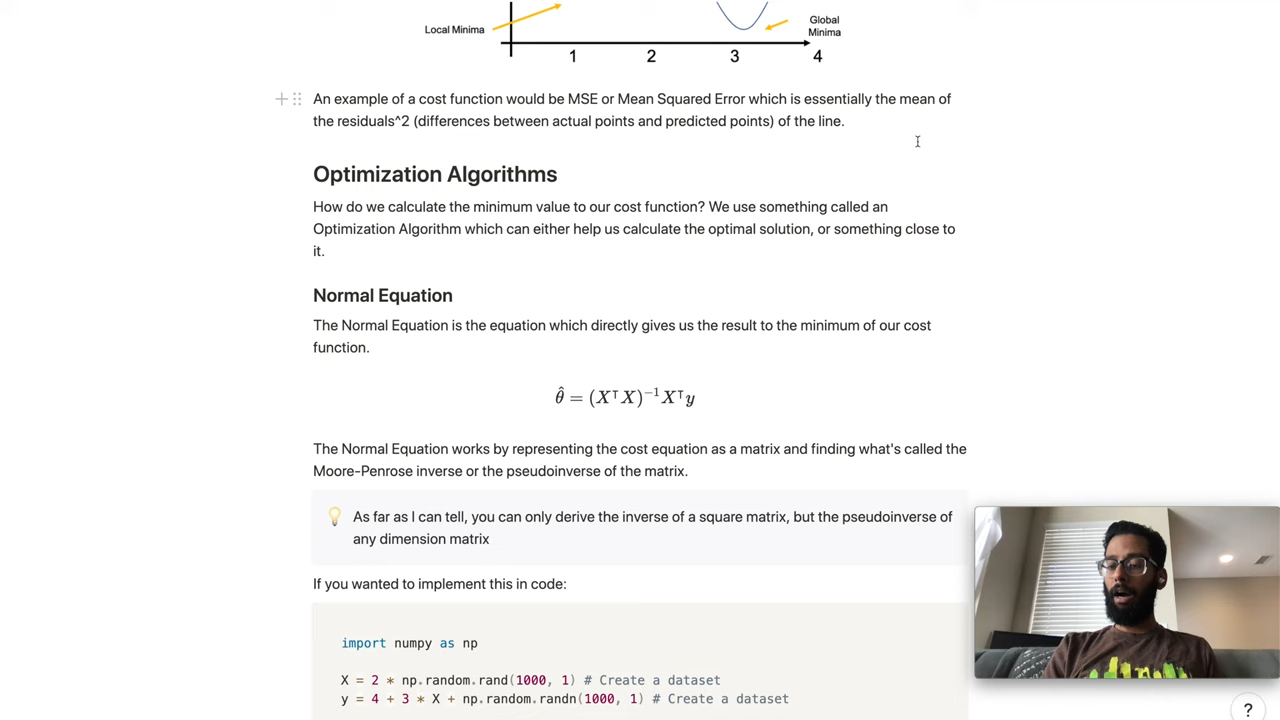 Local Minima
Global
Minima
1 2 3 4
An example of a cost function would be MSE or Mean Squared Error which is essentially the mean of
the residuals^2 (differences between actual points and predicted points) of the line.
Optimization Algorithms
How do we calculate the minimum value to our cost function? We use something called an
Optimization Algorithm which can either help us calculate the optimal solution, or something close to
it.
Normal Equation
The Normal Equation is the equation which directly gives us the result to the minimum of our cost
function.
θ̂ = (X⊤X)⁻¹X⊤y
The Normal Equation works by representing the cost equation as a matrix and finding what's called the
Moore-Penrose inverse or the pseudoinverse of the matrix.
As far as I can tell, you can only derive the inverse of a square matrix, but the pseudoinverse of
any dimension matrix
If you wanted to implement this in code:
import numpy as np
X = 2 * np.random.rand(1000, 1) # Create a dataset
y = 4 + 3 * X + np.random.randn(1000, 1) # Create a dataset
?